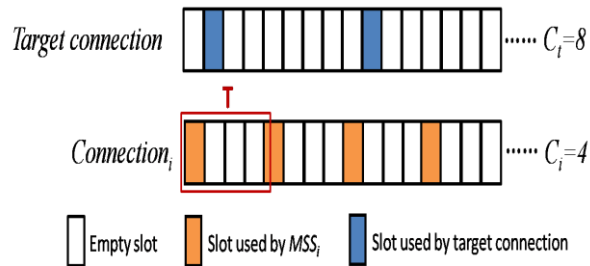 Target connection ...... C_t=8
T
Connection_i ...... C_i=4
Empty slot Slot used by MSS_i Slot used by target connection